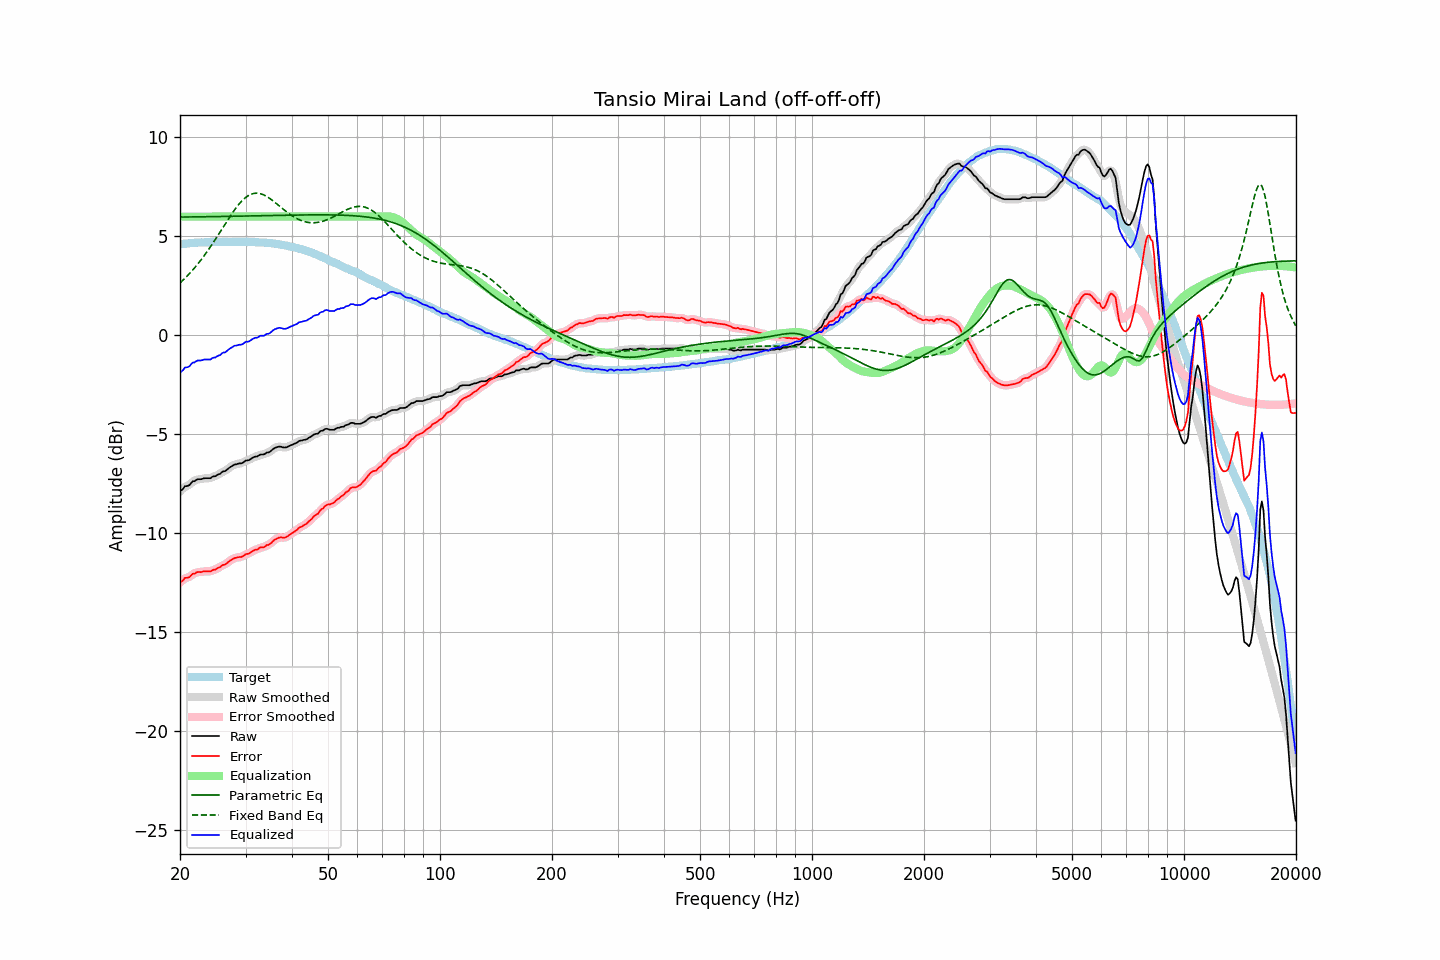 Tansio Mirai Land (off-off-off)
10
5
0
−5
−10
−15
−20
−25
Amplitude (dBr)
Target
Raw Smoothed
Error Smoothed
Raw
Error
Equalization
Parametric Eq
Fixed Band Eq
Equalized
20 50 100 200 500 1000 2000 5000 10000 20000
Frequency (Hz)